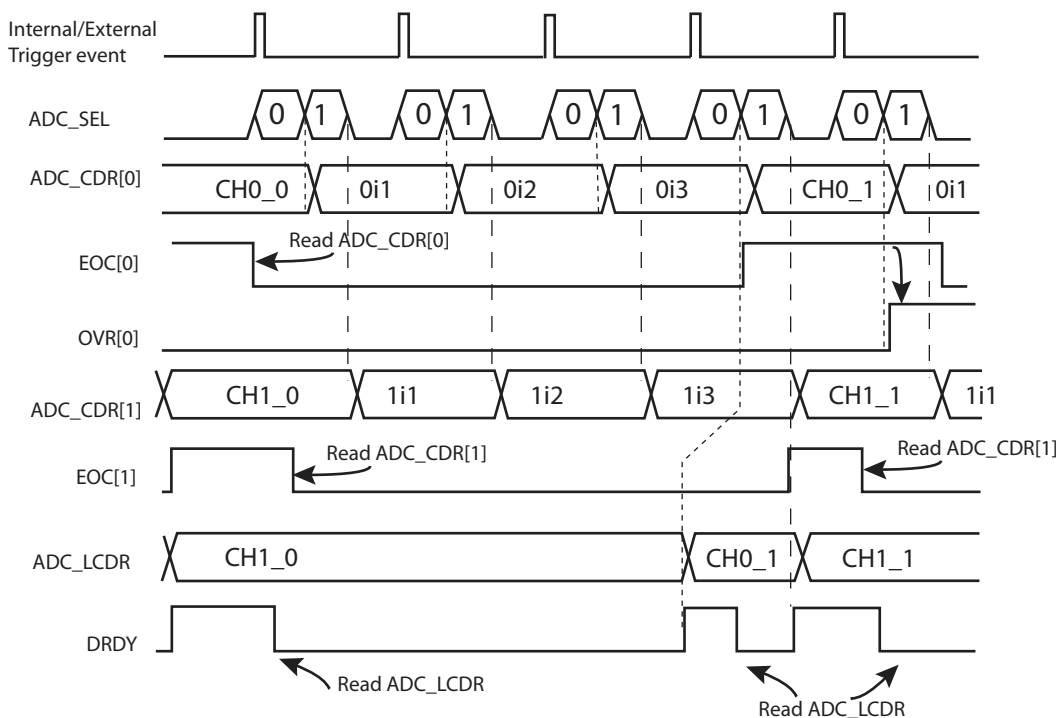 Internal/External
Trigger event
ADC_SEL
0 1 0 1 0 1 0 1 0 1
ADC_CDR[0]
CH0_0 0i1 0i2 0i3 CH0_1 0i1
EOC[0]
Read ADC_CDR[0]
OVR[0]
ADC_CDR[1]
CH1_0 1i1 1i2 1i3 CH1_1 1i1
EOC[1]
Read ADC_CDR[1]
Read ADC_CDR[1]
ADC_LCDR
CH1_0 CH0_1 CH1_1
DRDY
Read ADC_LCDR
Read ADC_LCDR